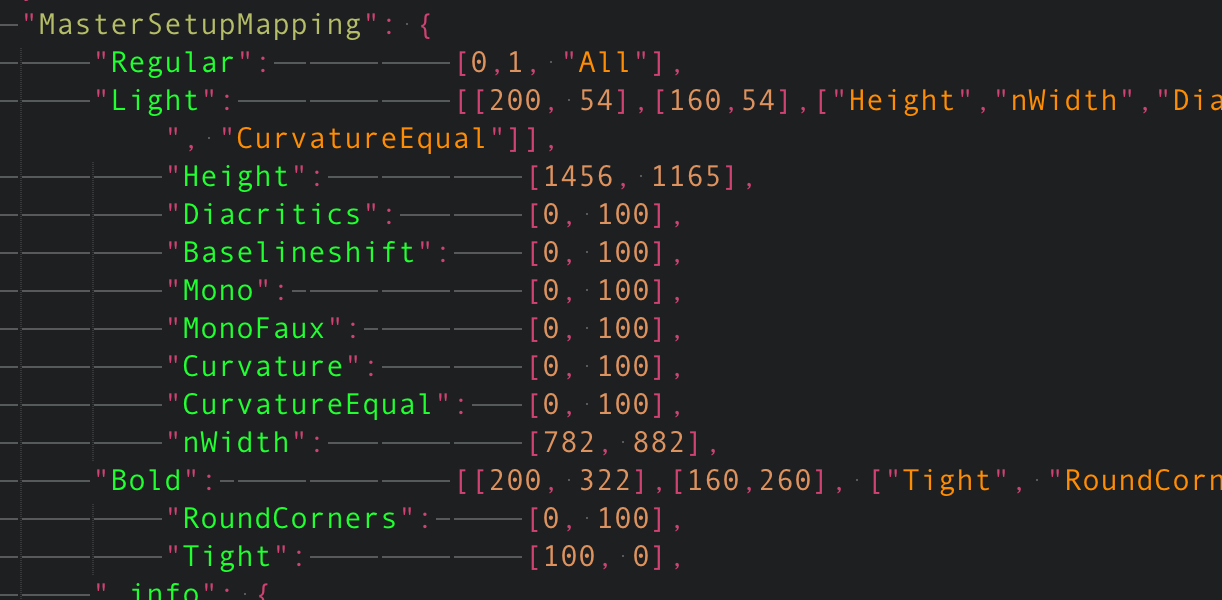 "MasterSetupMapping": {
"Regular": [0,1, "All"],
"Light": [[200, 54],[160,54],["Height","nWidth","Dia
", "CurvatureEqual"]],
"Height": [1456, 1165],
"Diacritics": [0, 100],
"Baselineshift": [0, 100],
"Mono": [0, 100],
"MonoFaux": [0, 100],
"Curvature": [0, 100],
"CurvatureEqual": [0, 100],
"nWidth": [782, 882],
"Bold": [[200, 322],[160,260], ["Tight", "RoundCorn
"RoundCorners": [0, 100],
"Tight": [100, 0],
"_info": {